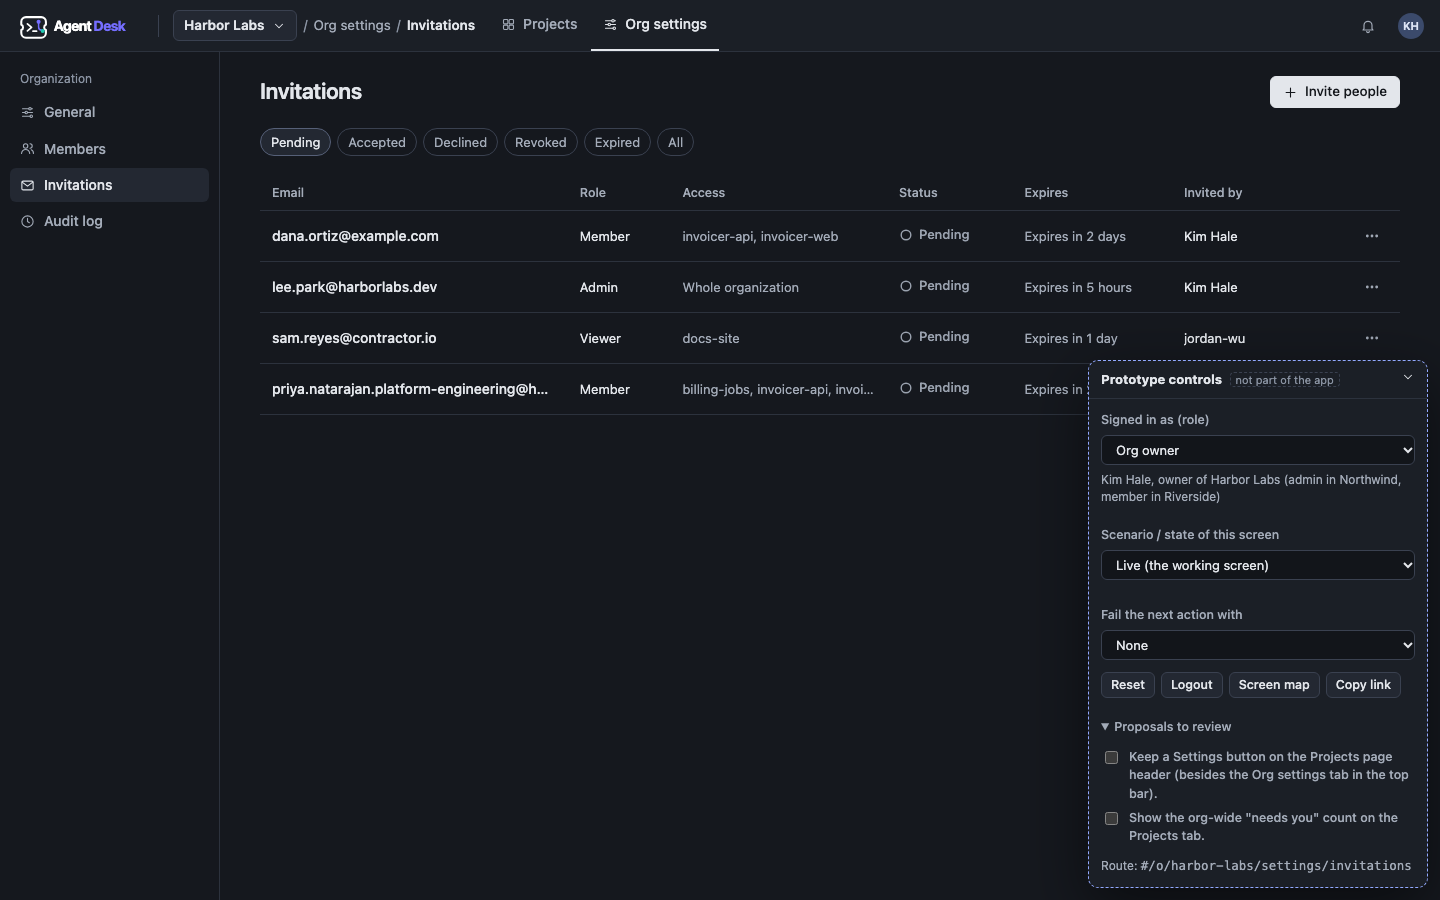 AgentDesk
Harbor Labs / Org settings / Invitations
Projects
Org settings
KH
Organization
General
Members
Invitations
Audit log
Invitations
+ Invite people
Pending Accepted Declined Revoked Expired All
Email Role Access Status Expires Invited by
dana.ortiz@example.com Member invoicer-api, invoicer-web Pending Expires in 2 days Kim Hale ...
lee.park@harborlabs.dev Admin Whole organization Pending Expires in 5 hours Kim Hale ...
sam.reyes@contractor.io Viewer docs-site Pending Expires in 1 day jordan-wu ...
priya.natarajan.platform-engineering@h... Member billing-jobs, invoicer-api, invoi... Pending Expires in
Prototype controls not part of the app
Signed in as (role)
Org owner
Kim Hale, owner of Harbor Labs (admin in Northwind,
member in Riverside)
Scenario / state of this screen
Live (the working screen)
Fail the next action with
None
Reset Logout Screen map Copy link
▼ Proposals to review
Keep a Settings button on the Projects page
header (besides the Org settings tab in the top
bar).
Show the org-wide "needs you" count on the
Projects tab.
Route: #/o/harbor-labs/settings/invitations